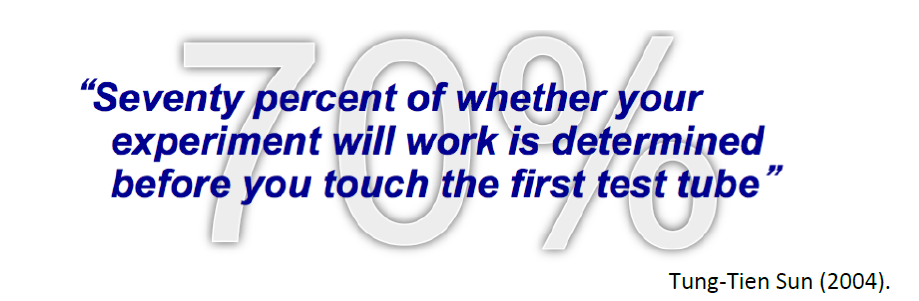 70%
“Seventy percent of whether your
experiment will work is determined
before you touch the first test tube”
Tung-Tien Sun (2004).